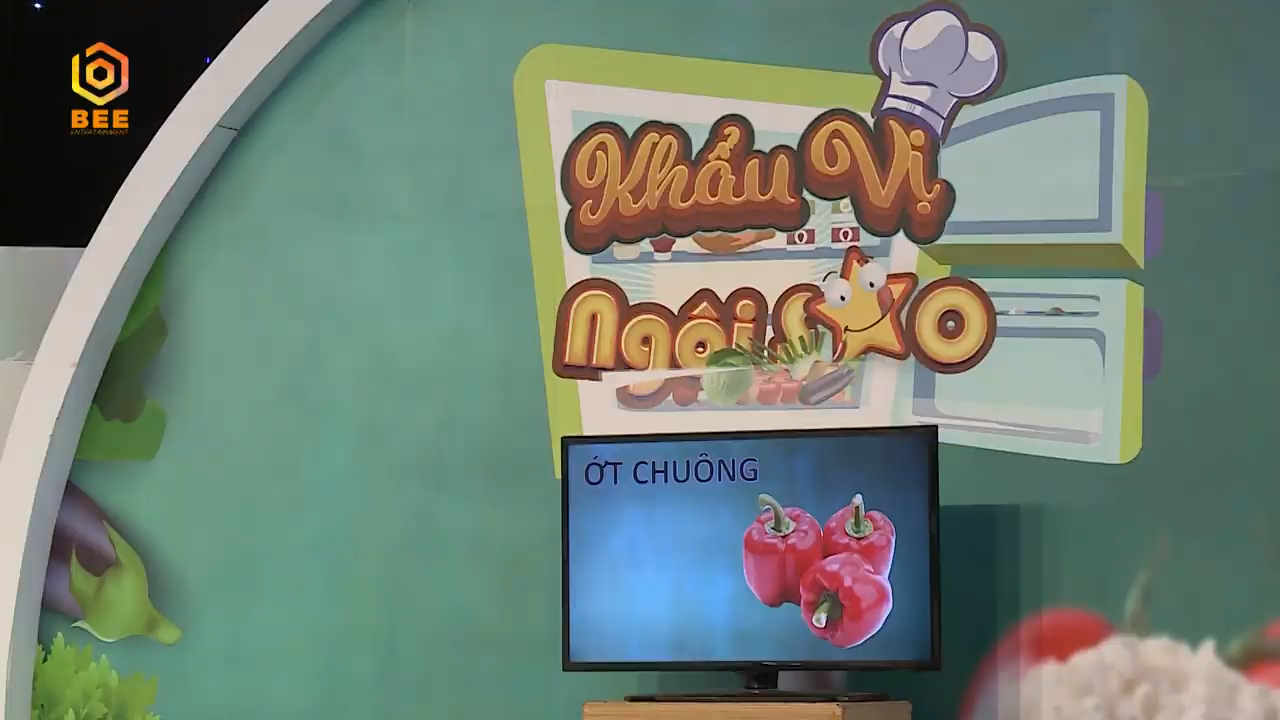 BEE
ENTERTAINMENT
Khẩu Vị
Ngôi SAO
ỚT CHUÔNG